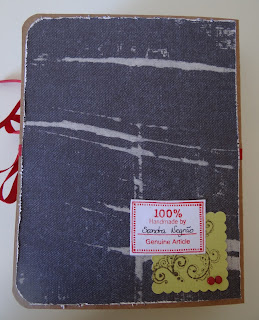 100%
Handmade by
Sandra Negrão
Genuine Article